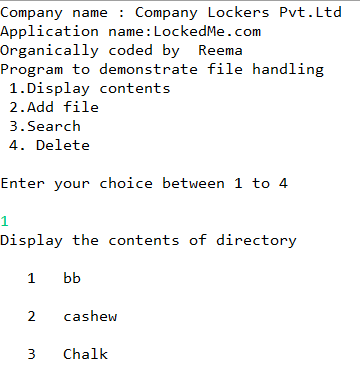 Company name : Company Lockers Pvt.Ltd
Application name:LockedMe.com
Organically coded by  Reema
Program to demonstrate file handling
 1.Display contents
 2.Add file
 3.Search
 4. Delete
Enter your choice between 1 to 4
1
Display the contents of directory
   1   bb
   2   cashew
   3   Chalk